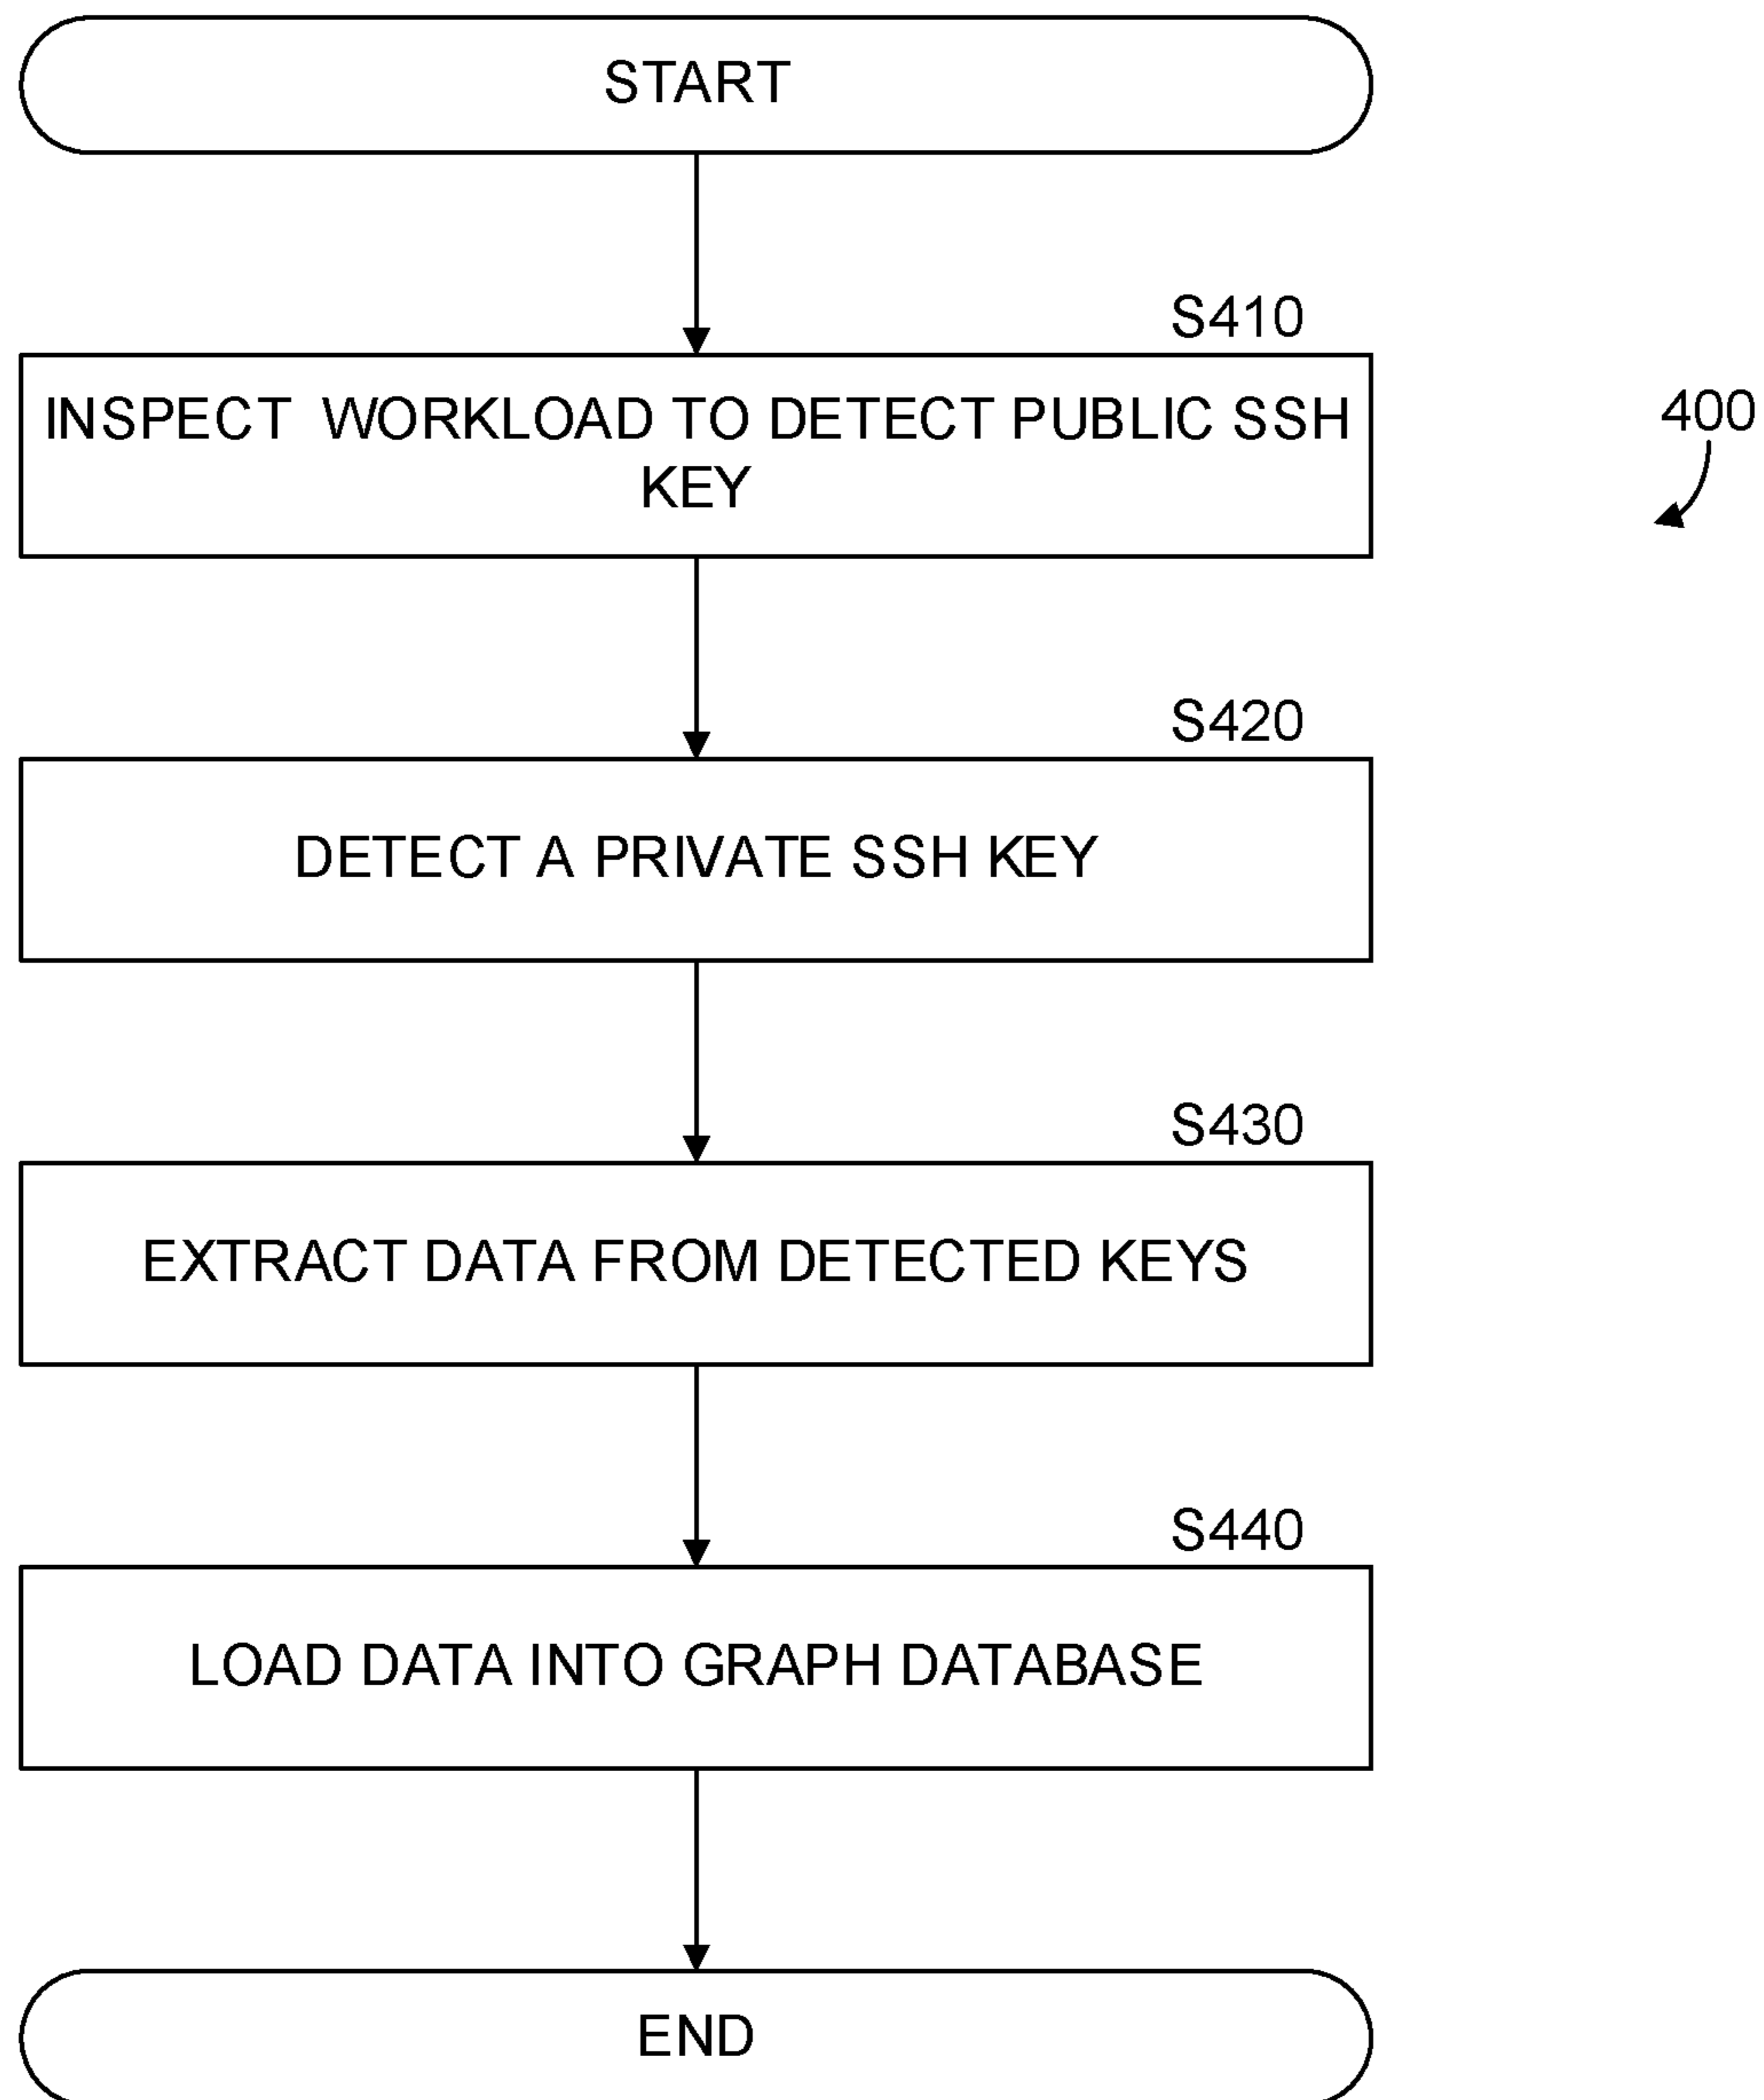 START
S410
INSPECT WORKLOAD TO DETECT PUBLIC SSH
KEY
400
S420
DETECT A PRIVATE SSH KEY
S430
EXTRACT DATA FROM DETECTED KEYS
S440
LOAD DATA INTO GRAPH DATABASE
END